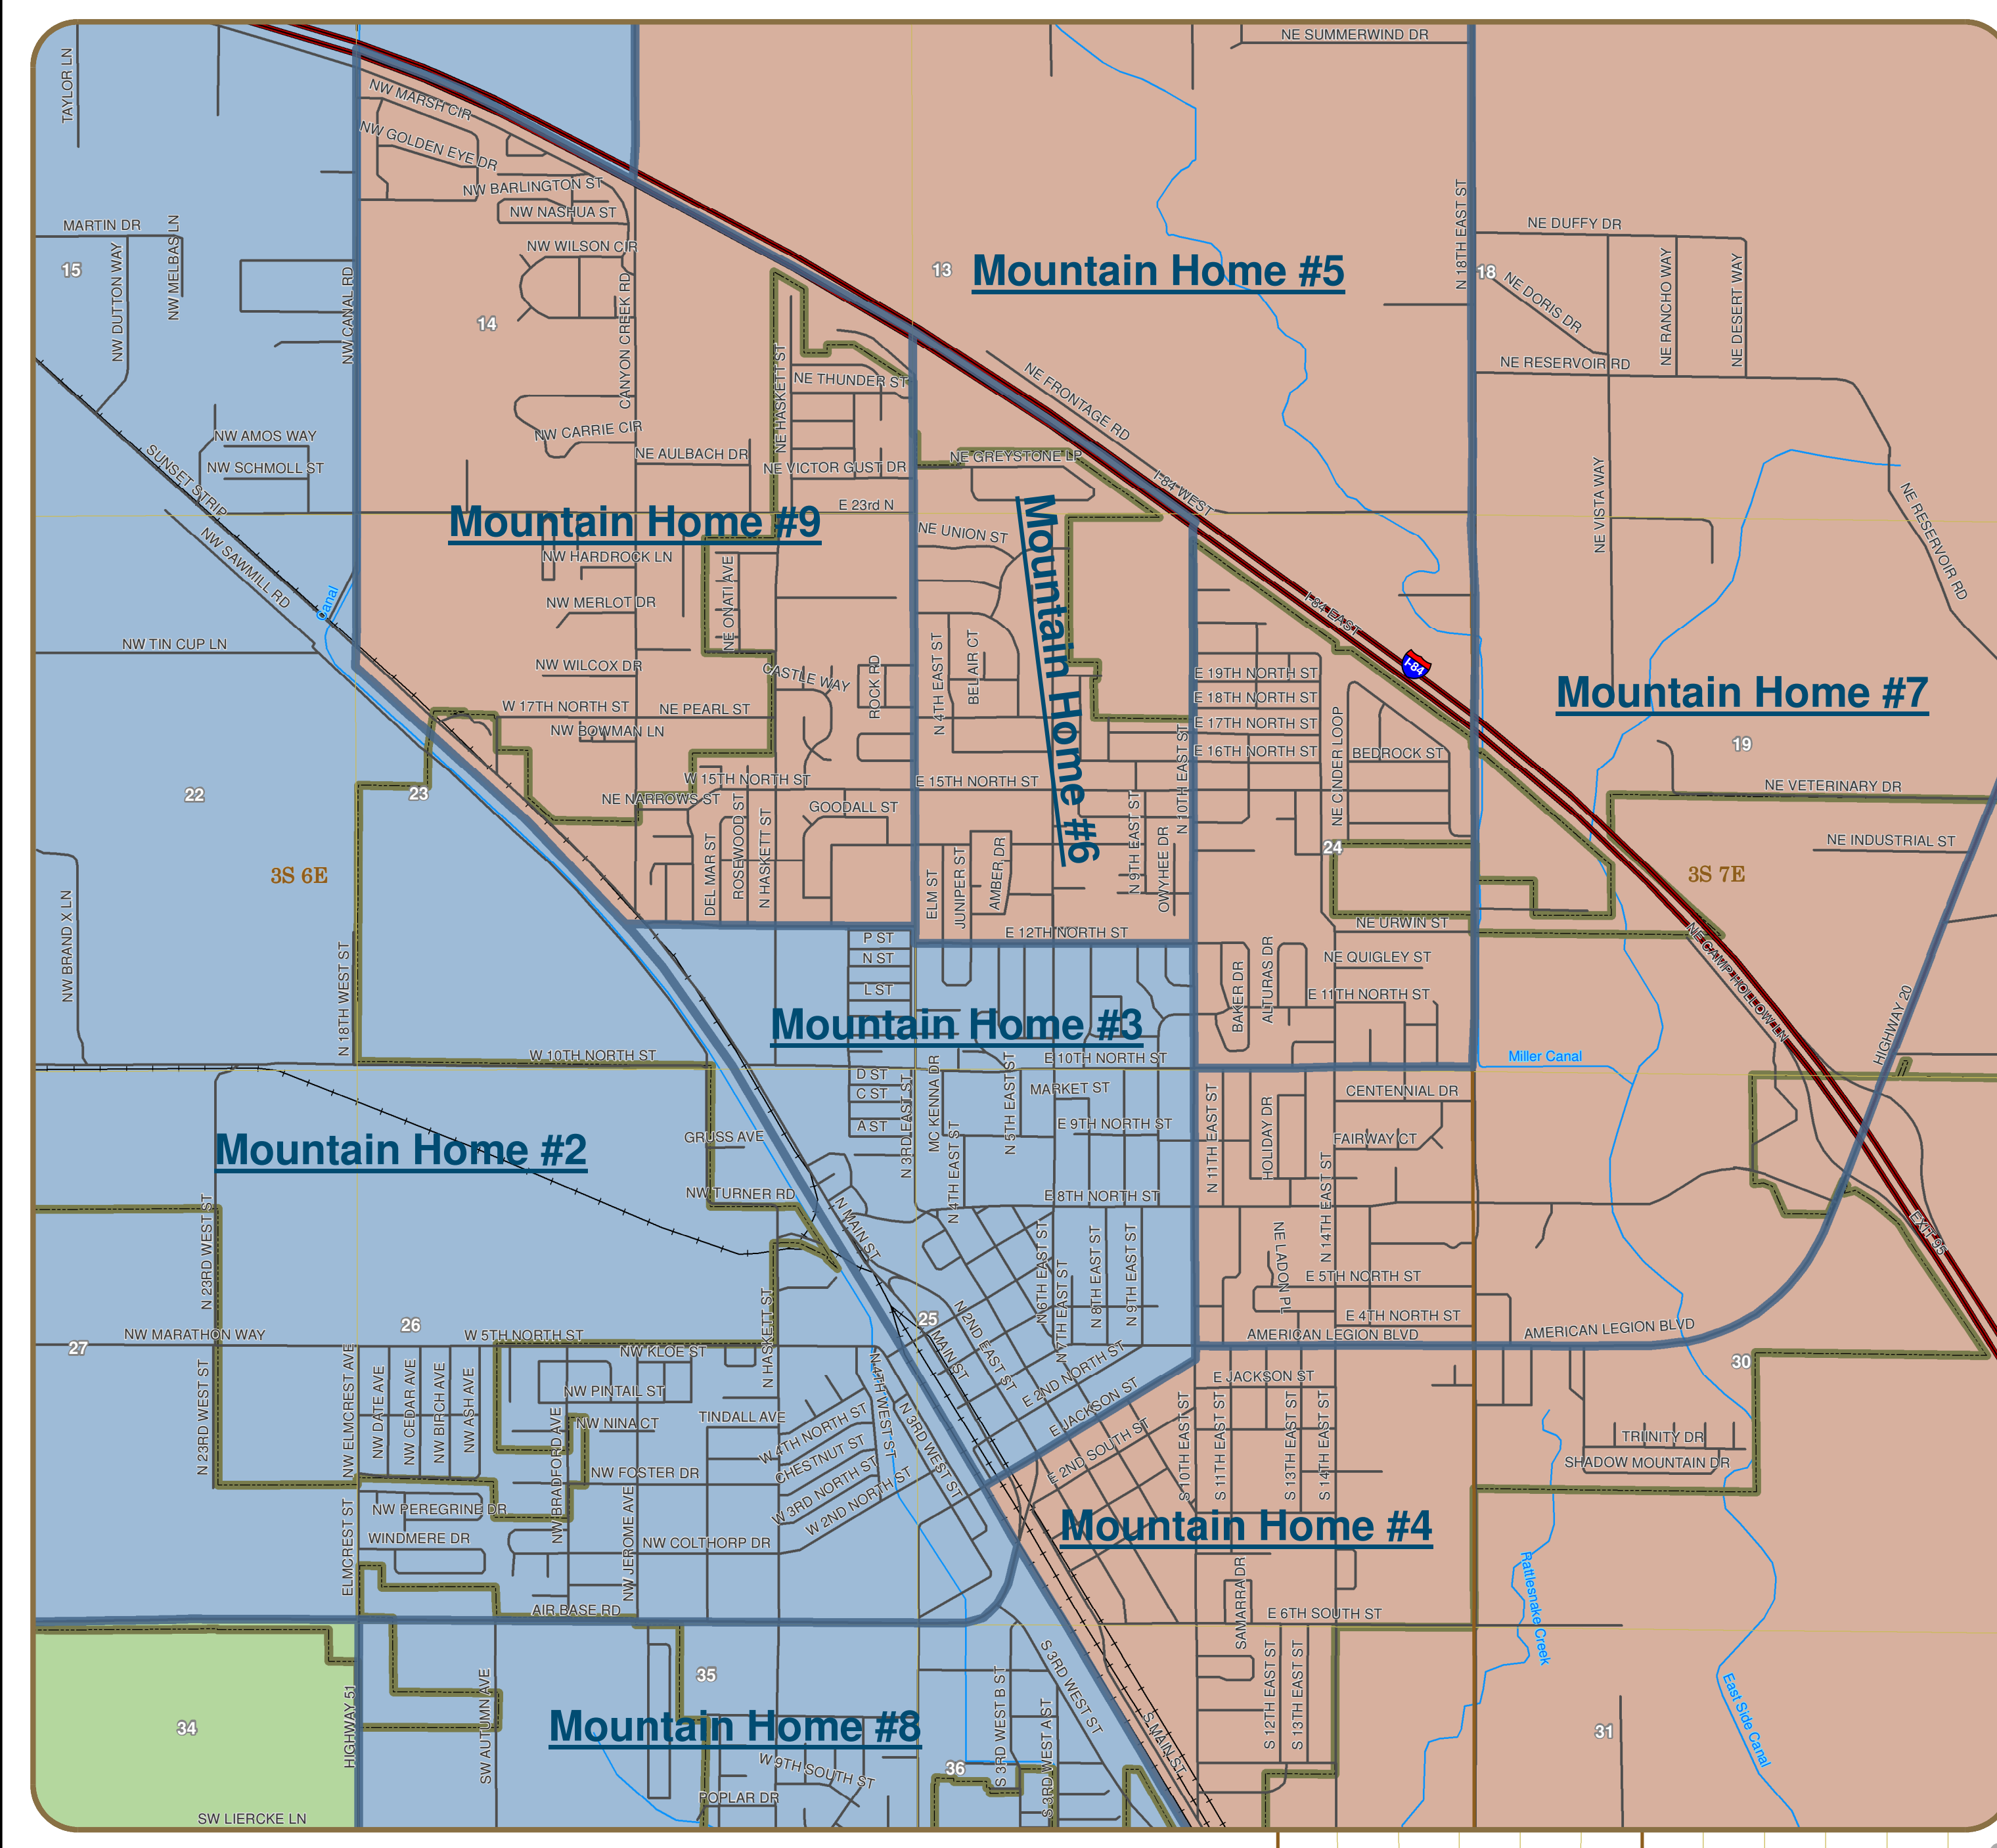 NE SUMMERWIND DR
TAYLOR LN
NW MARSH CIR
NW GOLDEN EYE DR
NW BARLINGTON ST
NW NASHUA ST
N 18TH EAST ST
MARTIN DR
NW DUTTON WAY
NW MELBAS LN
NW WILSON CIR
NE DUFFY DR
15
NW CANAL RD
14
CANYON CREEK RD
13
Mountain Home #5
18
NE DORIS DR
NE RANCHO WAY
NE DESERT WAY
NE HASKETT ST
NE THUNDER ST
NE FRONTAGE RD
NE RESERVOIR RD
NW AMOS WAY
NW CARRIE CIR
NE AULBACH DR
NW SCHMOLL ST
NE VICTOR GUST DR
NE GREYSTONE LP
SUNSET STRIP
I-84 WEST
NE VISTA WAY
NE RESERVOIR RD
E 23rd N
Mountain Home #9
Mountain Home #6
NE UNION ST
NW SAWMILL RD
NW HARDROCK LN
NE ONATI AVE
Canal
NW MERLOT DR
I-84 EAST
NW TIN CUP LN
NW WILCOX DR
CASTLE WAY
ROCK RD
N 4TH EAST ST
BEL AIR CT
E 19TH NORTH ST
I-84
E 18TH NORTH ST
Mountain Home #7
W 17TH NORTH ST
NE PEARL ST
E 17TH NORTH ST
NW BOWMAN LN
E 16TH NORTH ST
NE CINDER LOOP
BEDROCK ST
19
W 15TH NORTH ST
E 15TH NORTH ST
N 10TH EAST ST
NE VETERINARY DR
22
23
NE NARROWS ST
GOODALL ST
NE INDUSTRIAL ST
24
3S 6E
3S 7E
DEL MAR ST
ROSEWOOD ST
N HASKETT ST
ELM ST
JUNIPER ST
AMBER DR
N 9TH EAST ST
OWYHEE DR
NE URWIN ST
NW BRAND X LN
N 18TH WEST ST
P ST
E 12TH NORTH ST
N ST
L ST
BAKER DR
ALTURAS DR
NE QUIGLEY ST
E 11TH NORTH ST
NE CAMP HOLLOW LN
HIGHWAY 20
Mountain Home #3
W 10TH NORTH ST
E 10TH NORTH ST
Miller Canal
D ST
C ST
A ST
N 3RD EAST ST
MC KENNA DR
N 5TH EAST ST
MARKET ST
CENTENNIAL DR
N 11TH EAST ST
HOLIDAY DR
E 9TH NORTH ST
FAIRWAY CT
Mountain Home #2
GRUSS AVE
N 4TH EAST ST
N 14TH EAST ST
NW TURNER RD
E 8TH NORTH ST
N 23RD WEST ST
N MAIN ST
N 6TH EAST ST
N 7TH EAST ST
N 8TH EAST ST
N 9TH EAST ST
NE LADON PL
EXIT 95
E 5TH NORTH ST
E 4TH NORTH ST
N HASKETT ST
N 2ND EAST ST
25
26
27
NW MARATHON WAY
W 5TH NORTH ST
AMERICAN LEGION BLVD
AMERICAN LEGION BLVD
30
NW KLOE ST
N MAIN ST
E 2ND NORTH ST
E JACKSON ST
E JACKSON ST
N 23RD WEST ST
NW ELMCREST AVE
NW DATE AVE
NW CEDAR AVE
NW BIRCH AVE
NW ASH AVE
NW PINTAIL ST
N 4TH WEST ST
N 3RD WEST ST
TINDALL AVE
NW NINA CT
NW BRADFORD AVE
W 4TH NORTH ST
CHESTNUT ST
W 3RD NORTH ST
W 2ND NORTH ST
E 2ND SOUTH ST
S 10TH EAST ST
S 11TH EAST ST
S 13TH EAST ST
S 14TH EAST ST
TRINITY DR
SHADOW MOUNTAIN DR
NW FOSTER DR
NW PEREGRINE DR
NW JEROME AVE
WINDMERE DR
NW COLTHORP DR
Mountain Home #4
ELMCREST ST
SAMARRA DR
Rattlesnake Creek
AIR BASE RD
E 6TH SOUTH ST
S 12TH EAST ST
S 13TH EAST ST
34
35
HIGHWAY 51
SW AUTUMN AVE
Mountain Home #8
S 3RD WEST ST
S 3RD WEST B ST
S 3RD WEST A ST
S MAIN ST
31
East Side Canal
W 9TH SOUTH ST
36
POPLAR DR
SW LIERCKE LN